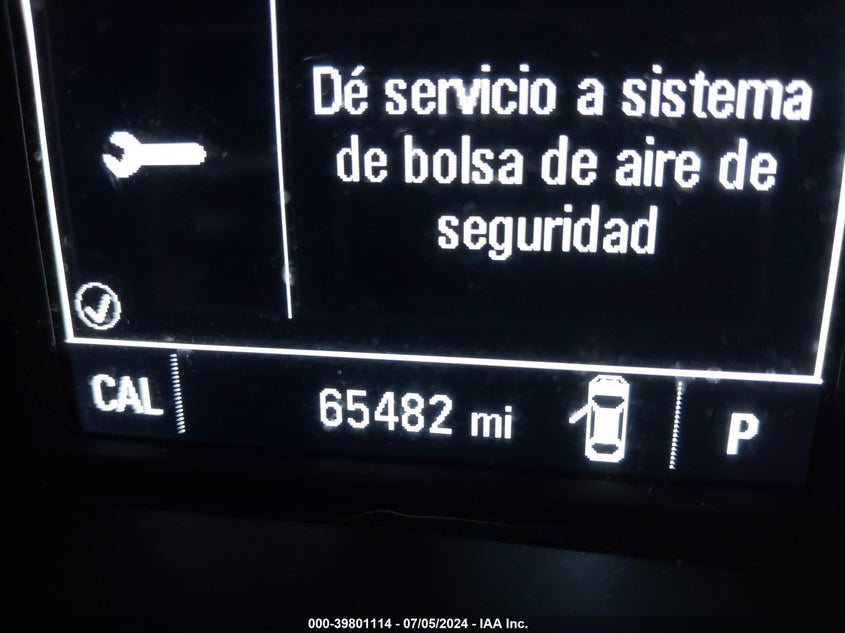 Dé servicio a sistema
de bolsa de aire de
seguridad
CAL 65482 mi P
000-39801114 - 07/05/2024 - IAA Inc.